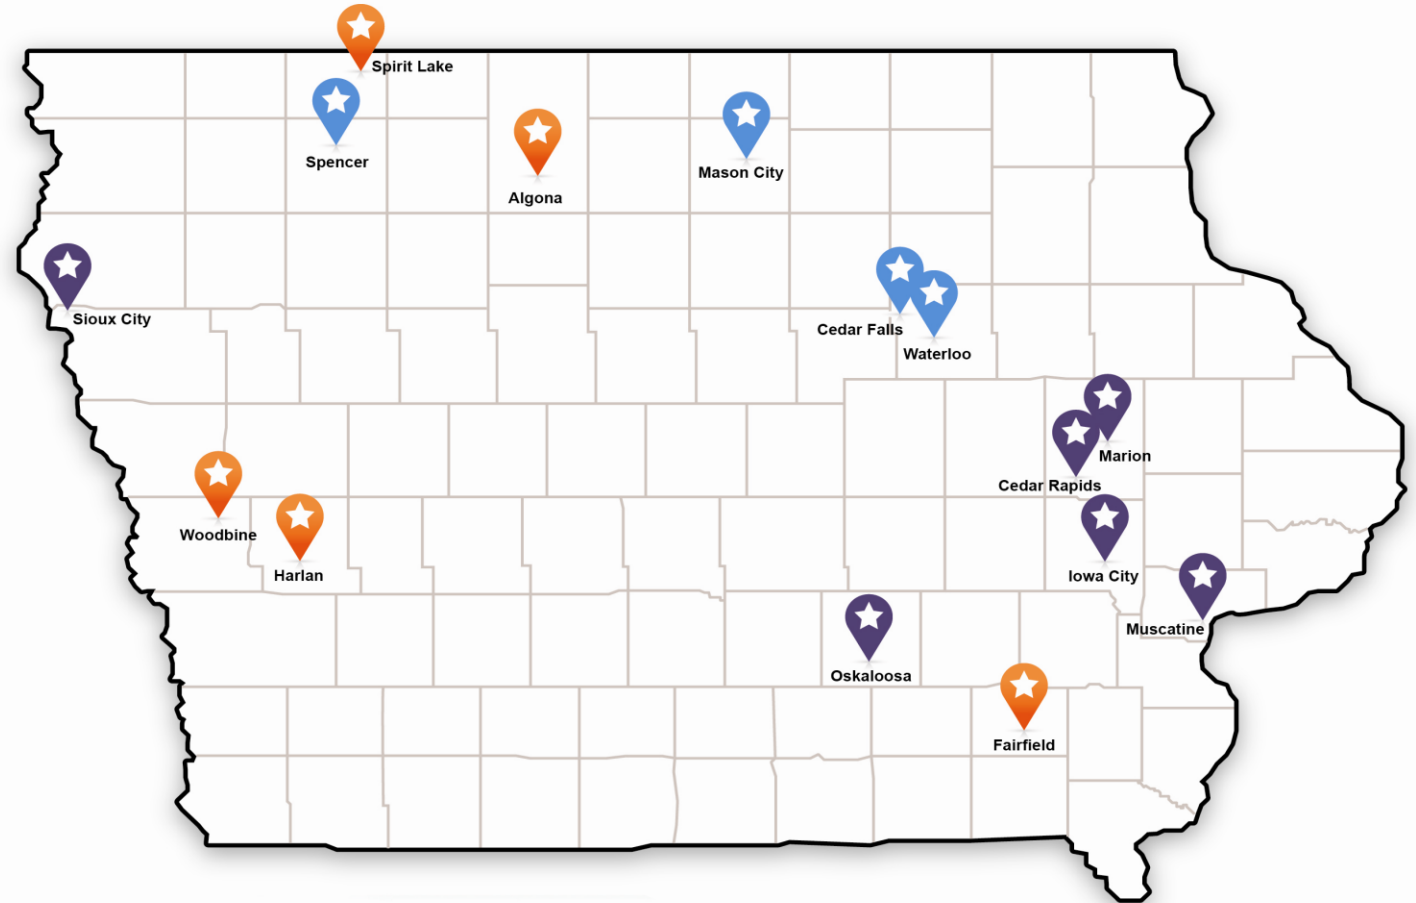 Spirit Lake
Spencer
Algona
Mason City
Sioux City
Cedar Falls
Waterloo
Marion
Cedar Rapids
Woodbine
Harlan
Iowa City
Muscatine
Oskaloosa
Fairfield